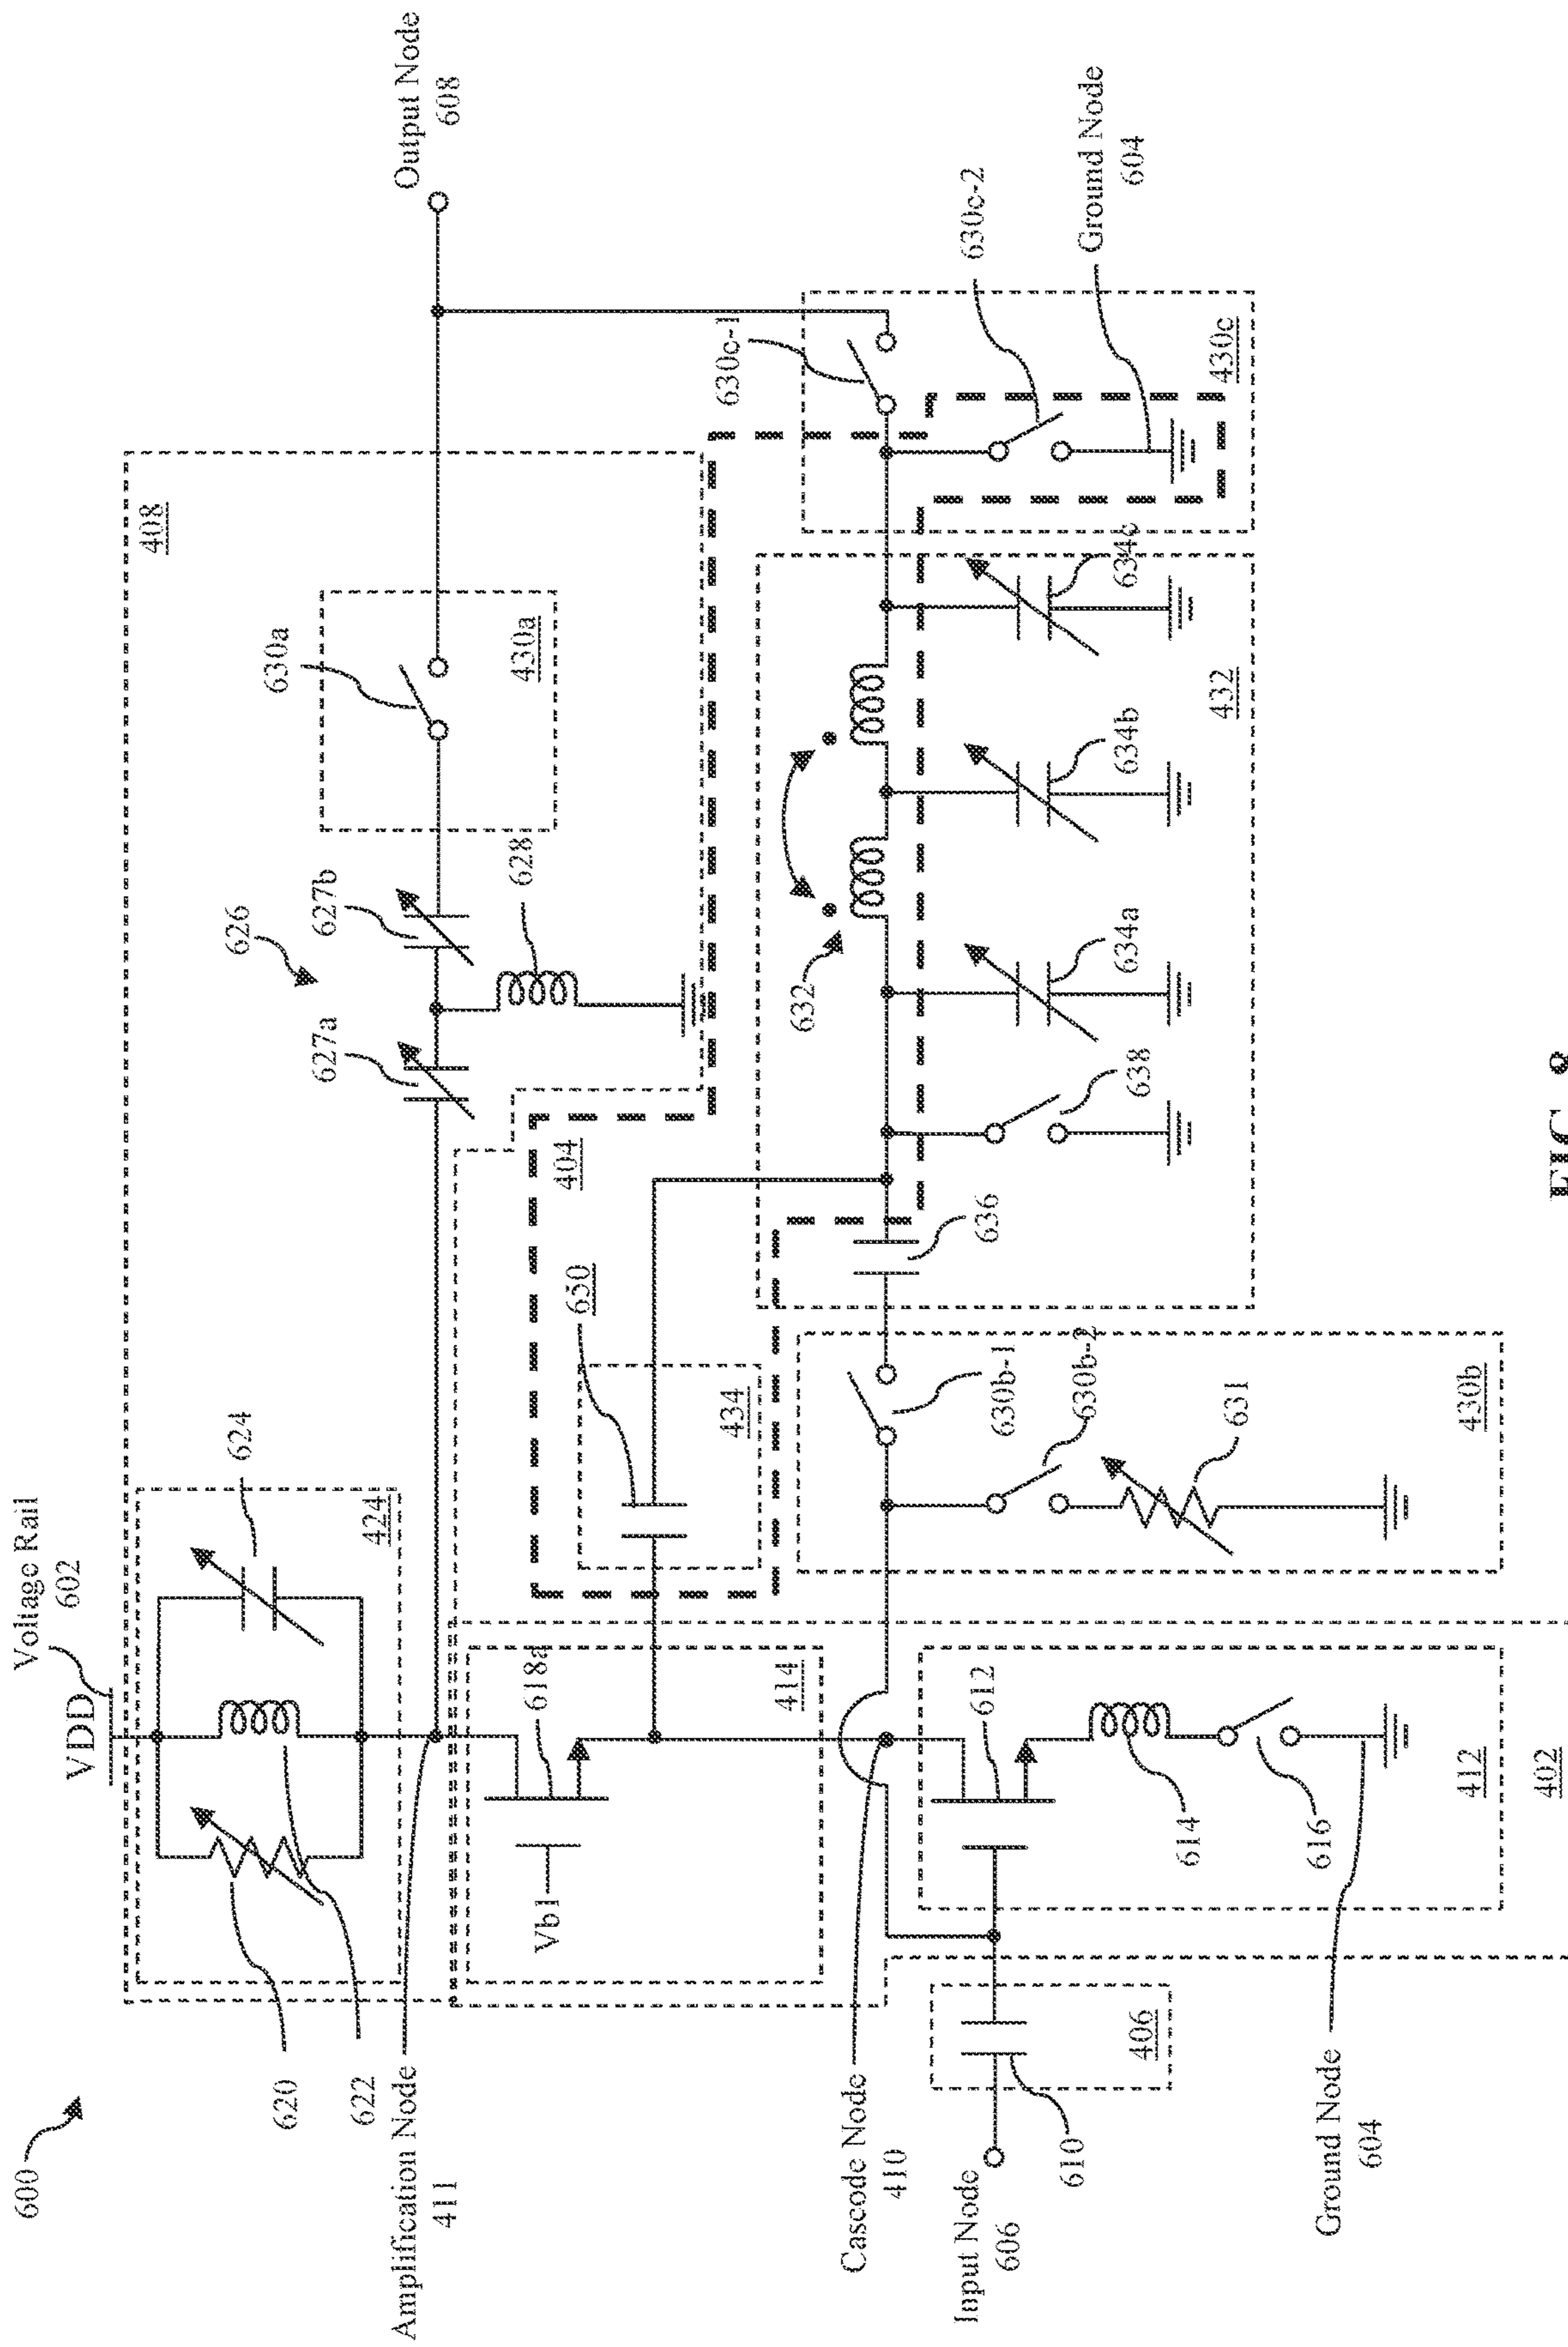 600
VDD
Voltage Rail
602
620
622
624
424
Amplification Node
411
408
626
627a
627b
628
630a
430a
Output Node
608
Vb1
618a
414
650
434
404
Cascode Node
410
Input Node
606
610
406
612
614
616
412
402
Ground Node
604
630b-1
630b-2
631
430b
636
638
632
634a
634b
634c
432
630c-1
630c-2
430c
Ground Node
604
FIG. 8